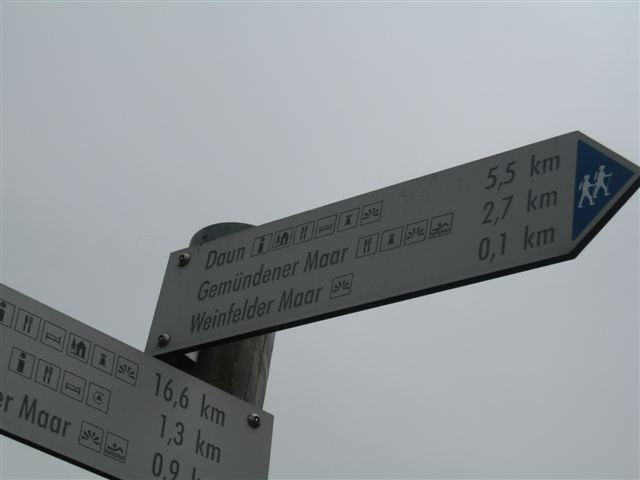 Daun 5,5 km
Gemündener Maar 2,7 km
Weinfelder Maar 0,1 km
16,6 km
1,3 km
er Maar 0,9 km